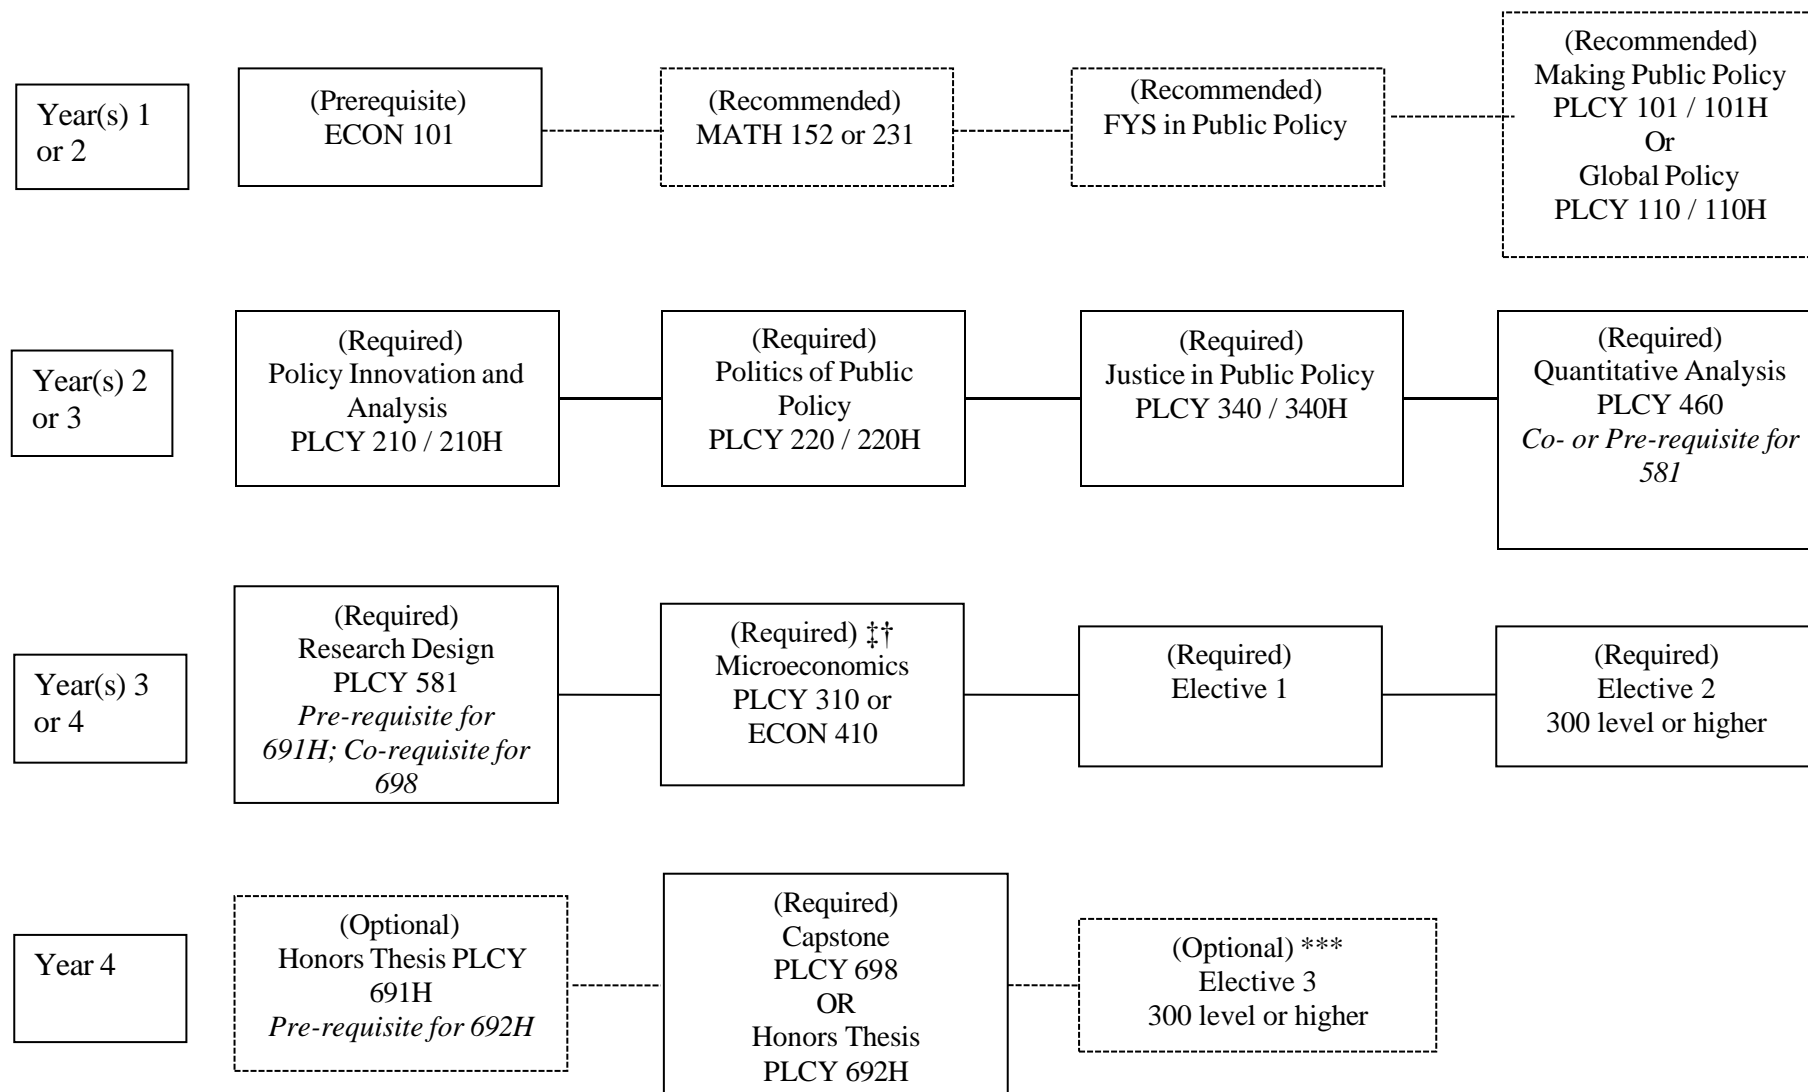 Year(s) 1
or 2
(Prerequisite)
ECON 101
(Recommended)
MATH 152 or 231
(Recommended)
FYS in Public Policy
(Recommended)
Making Public Policy
PLCY 101 / 101H
Or
Global Policy
PLCY 110 / 110H
Year(s) 2
or 3
(Required)
Policy Innovation and
Analysis
PLCY 210 / 210H
(Required)
Politics of Public
Policy
PLCY 220 / 220H
(Required)
Justice in Public Policy
PLCY 340 / 340H
(Required)
Quantitative Analysis
PLCY 460
Co- or Pre-requisite for
581
Year(s) 3
or 4
(Required)
Research Design
PLCY 581
Pre-requisite for
691H; Co-requisite for
698
(Required) ‡†
Microeconomics
PLCY 310 or
ECON 410
(Required)
Elective 1
(Required)
Elective 2
300 level or higher
Year 4
(Optional)
Honors Thesis PLCY
691H
Pre-requisite for 692H
(Required)
Capstone
PLCY 698
OR
Honors Thesis
PLCY 692H
(Optional) ***
Elective 3
300 level or higher